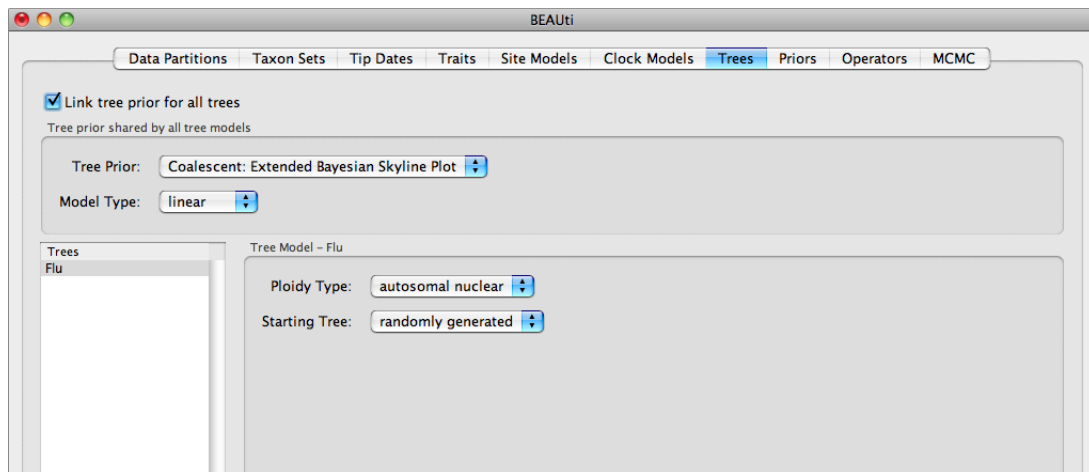 BEAUti
Data Partitions Taxon Sets Tip Dates Traits Site Models Clock Models Trees Priors Operators MCMC
Link tree prior for all trees
Tree prior shared by all tree models
Tree Prior: Coalescent: Extended Bayesian Skyline Plot
Model Type: linear
Trees
Flu
Tree Model – Flu
Ploidy Type: autosomal nuclear
Starting Tree: randomly generated